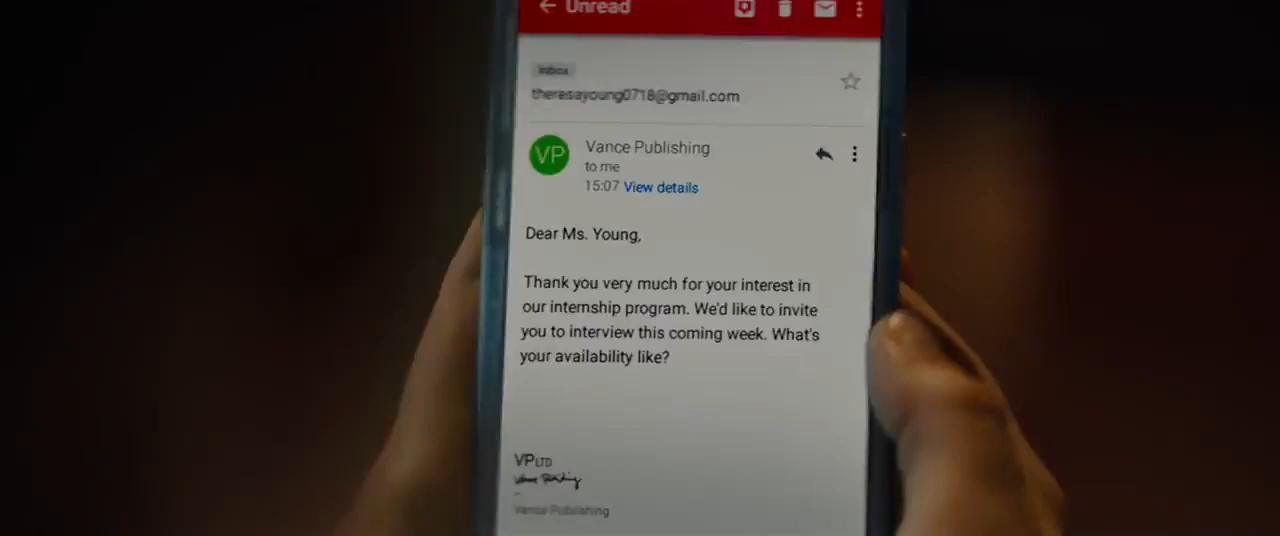 Unread
Inbox
theresayoung0718@gmail.com
VP
Vance Publishing
to me
15:07 View details
Dear Ms. Young,
Thank you very much for your interest in
our internship program. We'd like to invite
you to interview this coming week. What's
your availability like?
VPLTD
Vance Publishing